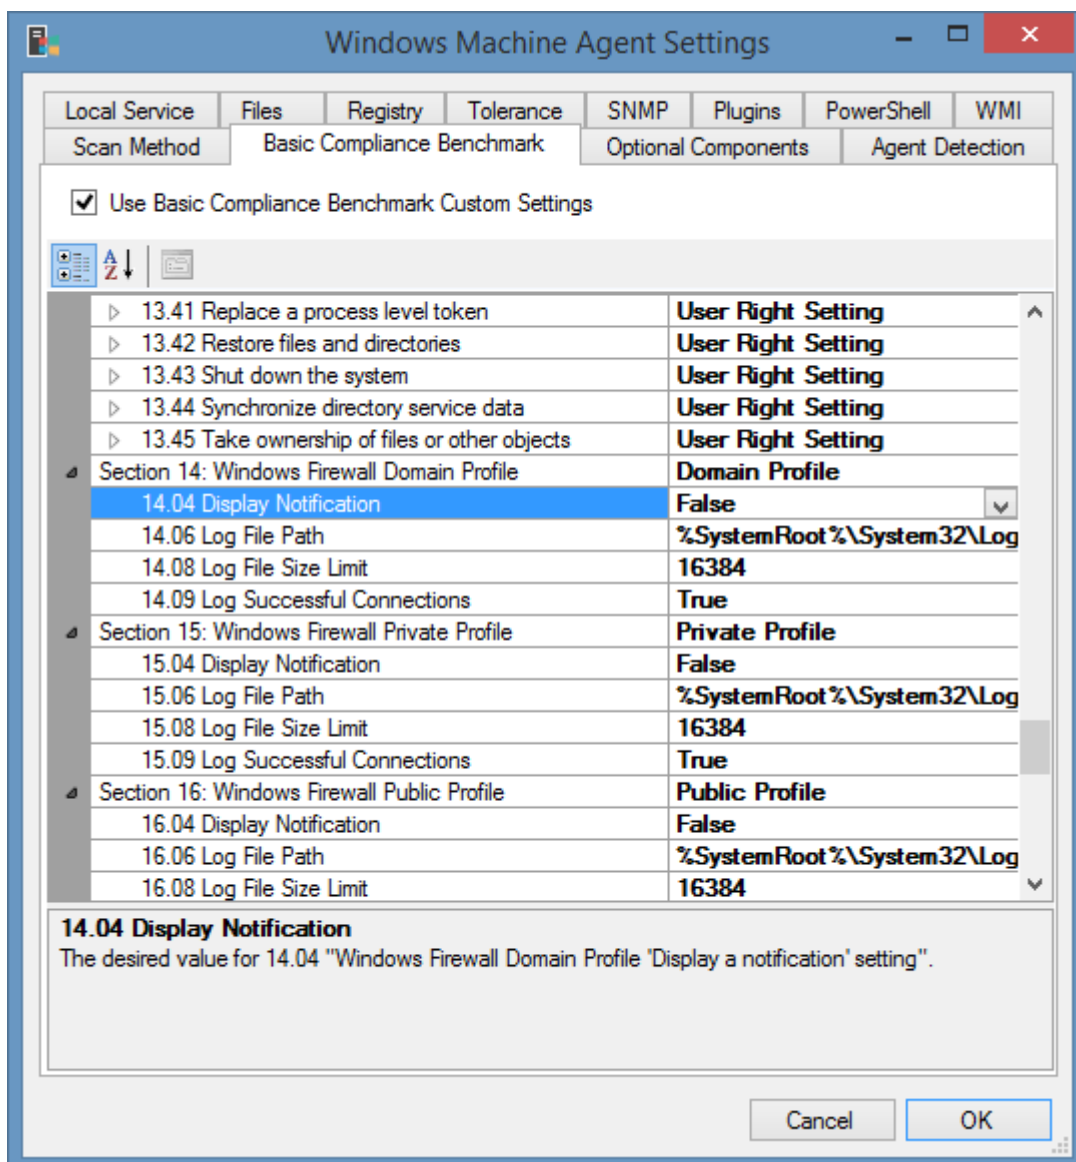 Windows Machine Agent Settings
Local Service Files Registry Tolerance SNMP Plugins PowerShell WMI
Scan Method Basic Compliance Benchmark Optional Components Agent Detection
Use Basic Compliance Benchmark Custom Settings
13.41 Replace a process level token User Right Setting
13.42 Restore files and directories User Right Setting
13.43 Shut down the system User Right Setting
13.44 Synchronize directory service data User Right Setting
13.45 Take ownership of files or other objects User Right Setting
Section 14: Windows Firewall Domain Profile Domain Profile
14.04 Display Notification False
14.06 Log File Path %SystemRoot%\System32\Log
14.08 Log File Size Limit 16384
14.09 Log Successful Connections True
Section 15: Windows Firewall Private Profile Private Profile
15.04 Display Notification False
15.06 Log File Path %SystemRoot%\System32\Log
15.08 Log File Size Limit 16384
15.09 Log Successful Connections True
Section 16: Windows Firewall Public Profile Public Profile
16.04 Display Notification False
16.06 Log File Path %SystemRoot%\System32\Log
16.08 Log File Size Limit 16384
14.04 Display Notification
The desired value for 14.04 "Windows Firewall Domain Profile 'Display a notification' setting".
Cancel OK